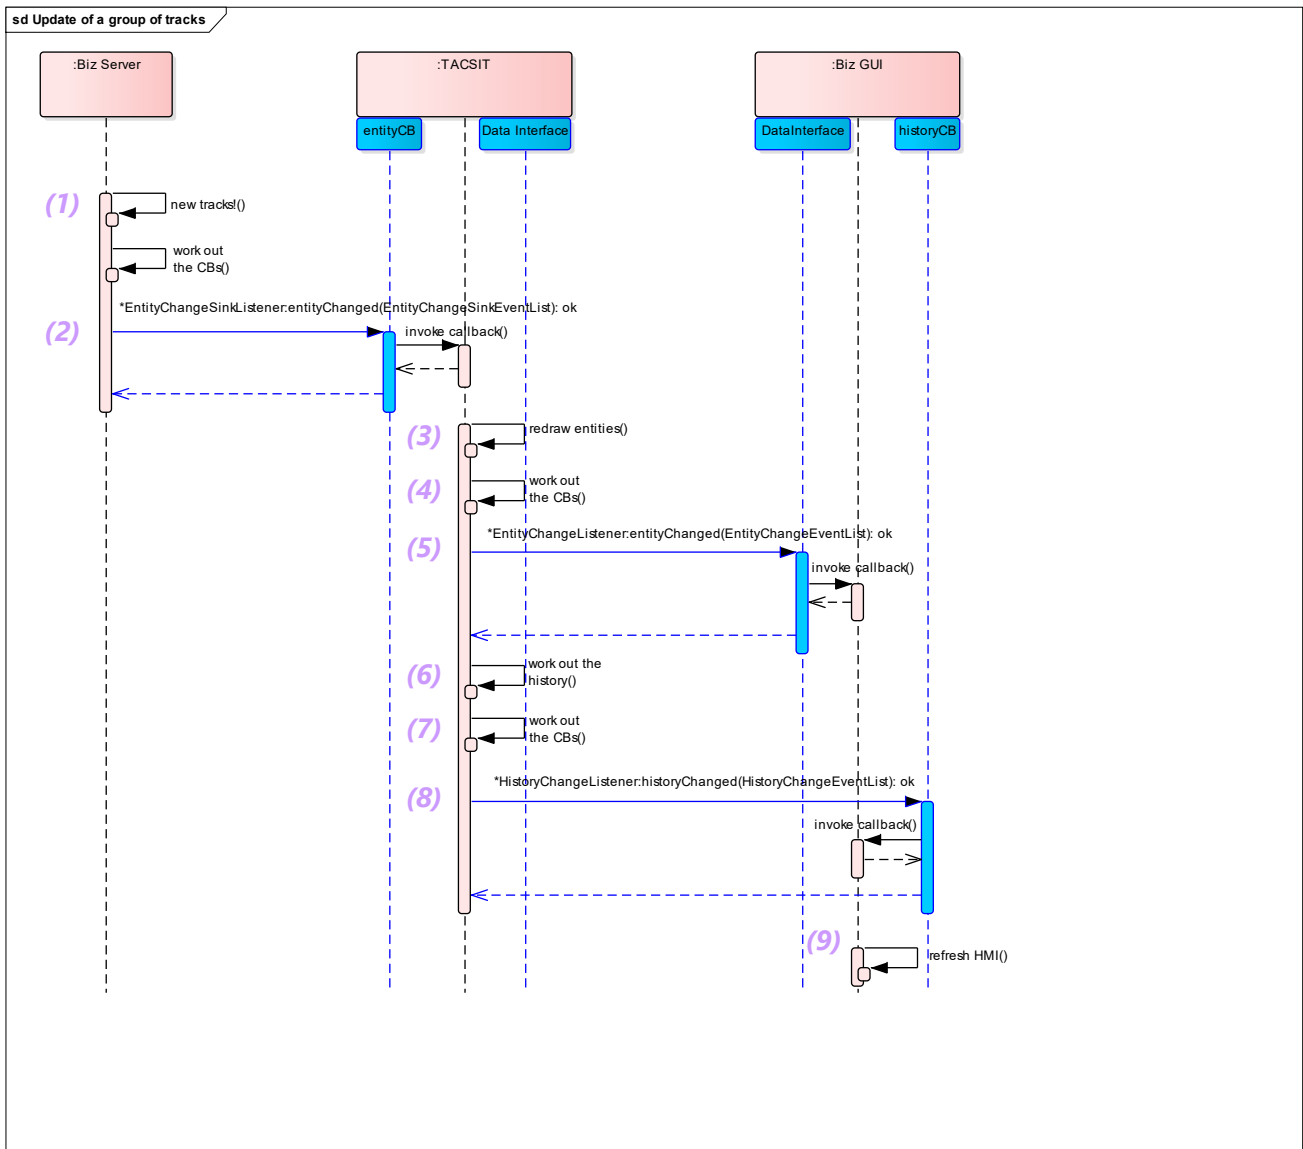 sd Update of a group of tracks
:Biz Server
:TACSIT
:Biz GUI
entityCB
Data Interface
DataInterface
historyCB
(1)
new tracks!()
work out
the CBs()
*EntityChangeSinkListener:entityChanged(EntityChangeSinkEventList): ok
(2)
invoke callback()
(3)
redraw entities()
(4)
work out
the CBs()
*EntityChangeListener:entityChanged(EntityChangeEventList): ok
(5)
invoke callback()
(6)
work out the
history()
(7)
work out
the CBs()
*HistoryChangeListener:historyChanged(HistoryChangeEventList): ok
(8)
invoke callback()
(9)
refresh HMI()